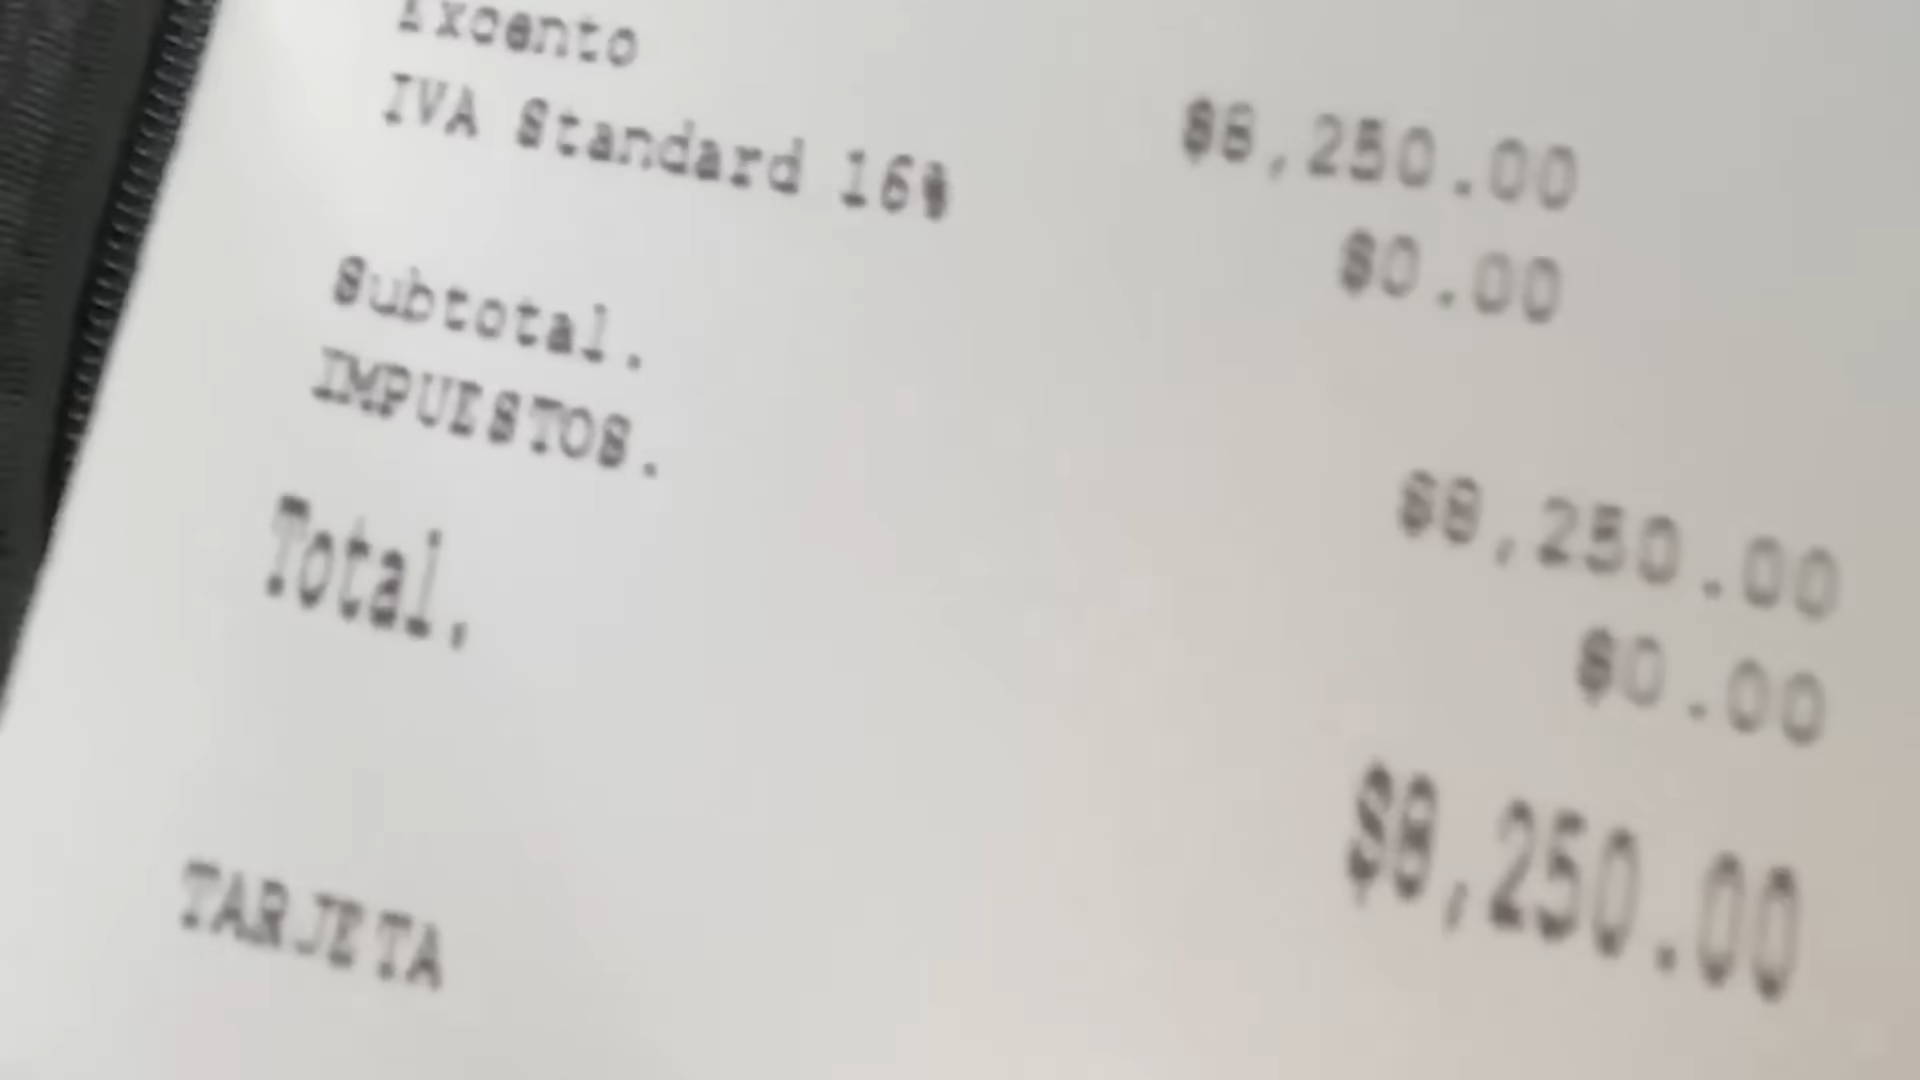 Excento $8,250.00
IVA Standard 16% $0.00
Subtotal. $8,250.00
IMPUESTOS. $0.00
Total. $8,250.00
TARJETA